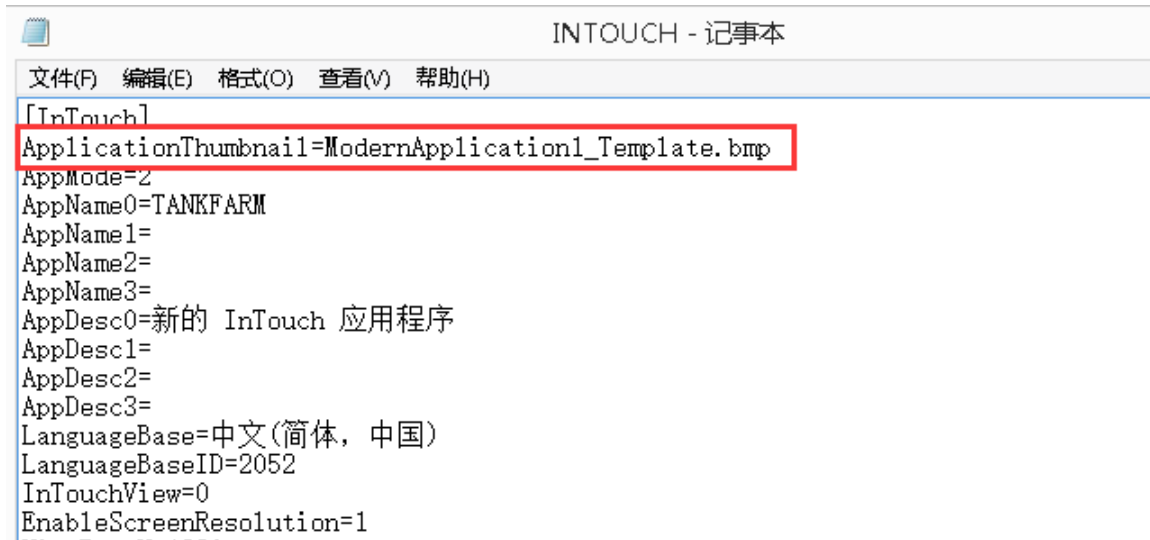 INTOUCH - 记事本
文件(F) 编辑(E) 格式(O) 查看(V) 帮助(H)
[InTouch]
ApplicationThumbnail=ModernApplication1_Template.bmp
AppMode=2
AppName0=TANKFARM
AppName1=
AppName2=
AppName3=
AppDesc0=新的 InTouch 应用程序
AppDesc1=
AppDesc2=
AppDesc3=
LanguageBase=中文(简体，中国)
LanguageBaseID=2052
InTouchView=0
EnableScreenResolution=1